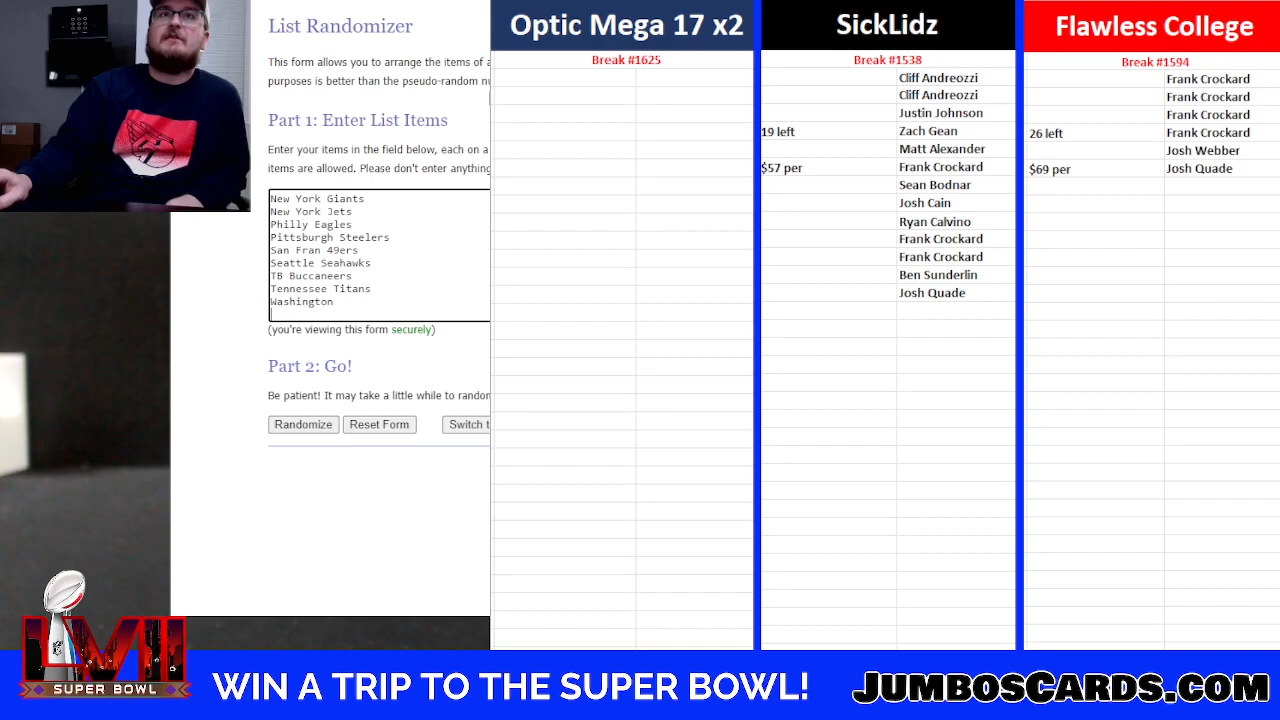 List Randomizer
This form allows you to arrange the items of a
purposes is better than the pseudo-random nu
Part 1: Enter List Items
Enter your items in the field below, each on a
items are allowed. Please don't enter anything
New York Giants
New York Jets
Philly Eagles
Pittsburgh Steelers
San Fran 49ers
Seattle Seahawks
TB Buccaneers
Tennessee Titans
Washington
(you're viewing this form securely)
Part 2: Go!
Be patient! It may take a little while to random
Randomize Reset Form Switch t
Optic Mega 17 x2
Break #1625
SickLidz
Break #1538
Cliff Andreozzi
Cliff Andreozzi
Justin Johnson
19 left Zach Gean
Matt Alexander
$57 per Frank Crockard
Sean Bodnar
Josh Cain
Ryan Calvino
Frank Crockard
Frank Crockard
Ben Sunderlin
Josh Quade
Flawless College
Break #1594
Frank Crockard
Frank Crockard
Frank Crockard
26 left Frank Crockard
Josh Webber
$69 per Josh Quade
LVII
SUPER BOWL
WIN A TRIP TO THE SUPER BOWL!
JUMBOSCARDS.COM